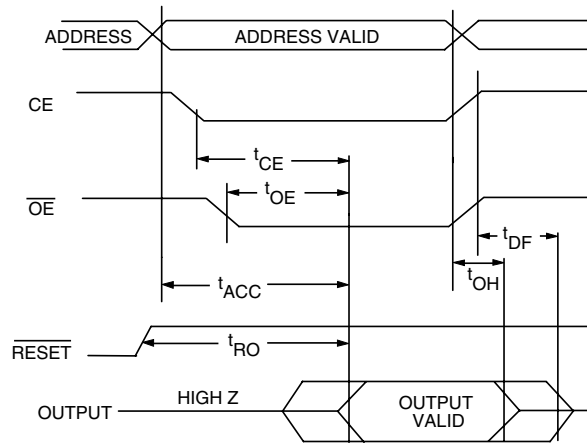 ADDRESS ADDRESS VALID
CE
tCE
tOE
OE
tDF
tOH
tACC
RESET
tRO
HIGH Z
OUTPUT
OUTPUT
VALID